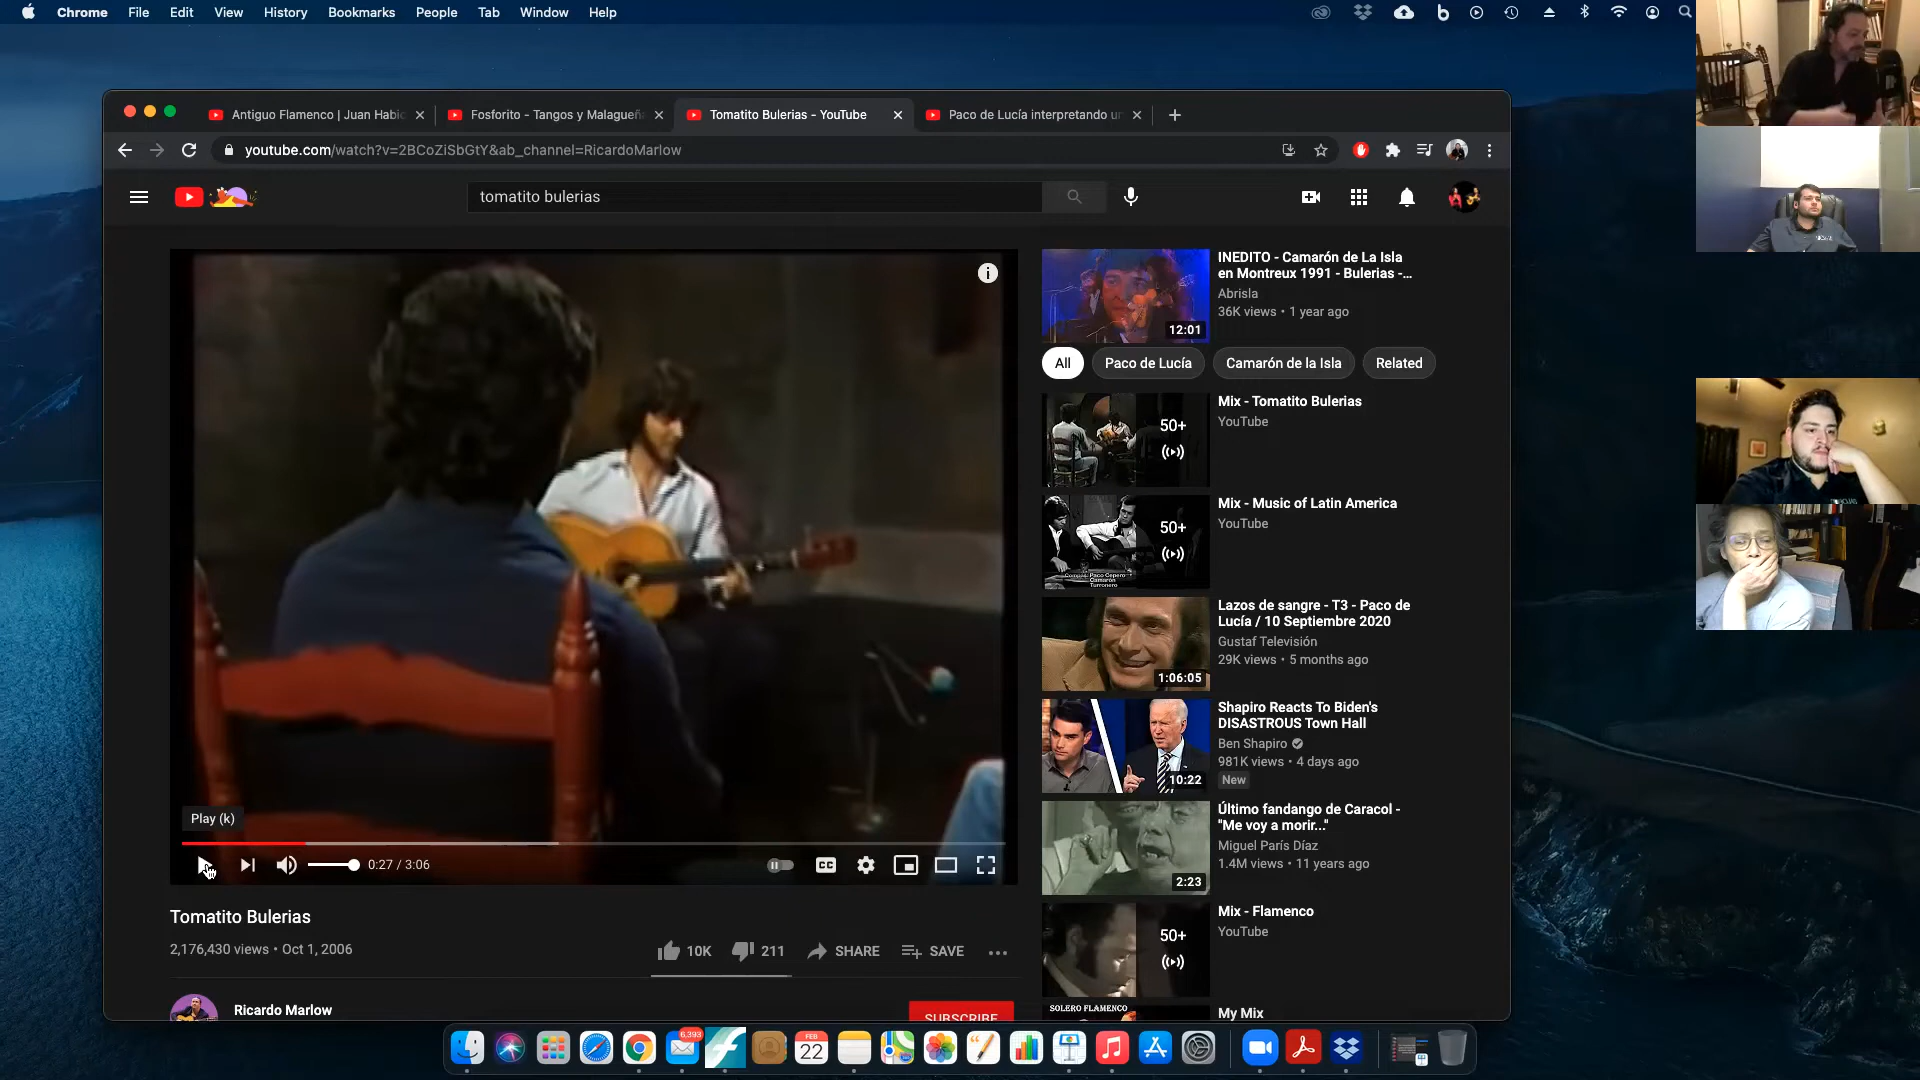 Chrome File Edit View History Bookmarks People Tab Window Help
Antiguo Flamenco | Juan Habic
Fosforito - Tangos y Malagueñ
Tomatito Bulerias - YouTube
Paco de Lucía interpretando un
youtube.com/watch?v=2BCoZiSbGtY&ab_channel=RicardoMarlow
tomatito bulerias
Play (k)
0:27 / 3:06
CC
Tomatito Bulerias
2,176,430 views • Oct 1, 2006
10K
211
SHARE
SAVE
Ricardo Marlow
SUBSCRIBE
INEDITO - Camarón de La Isla
en Montreux 1991 - Bulerias -...
Abrisla
36K views • 1 year ago
12:01
All
Paco de Lucía
Camarón de la Isla
Related
50+
Mix - Tomatito Bulerias
YouTube
50+
Mix - Music of Latin America
YouTube
Lazos de sangre - T3 - Paco de
Lucía / 10 Septiembre 2020
Gustaf Televisión
29K views • 5 months ago
1:06:05
Shapiro Reacts To Biden's
DISASTROUS Town Hall
Ben Shapiro
981K views • 4 days ago
New
10:22
Último fandango de Caracol -
"Me voy a morir..."
Miguel París Díaz
1.4M views • 11 years ago
2:23
50+
Mix - Flamenco
YouTube
SOLERO FLAMENCO
My Mix
6,393
FEB
22